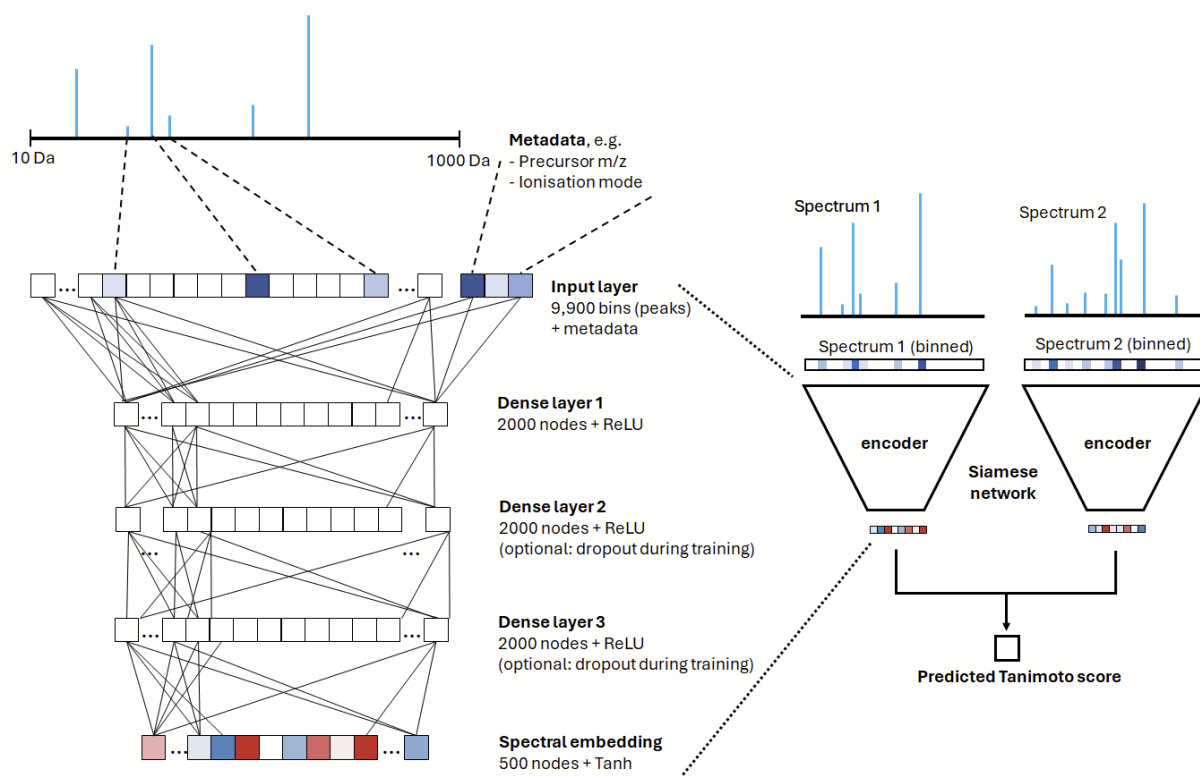 10 Da
1000 Da
Metadata, e.g.
- Precursor m/z
- Ionisation mode
...
...
Input layer
9,900 bins (peaks)
+ metadata
...
...
Dense layer 1
2000 nodes + ReLU
Dense layer 2
2000 nodes + ReLU
(optional: dropout during training)
...
...
Dense layer 3
2000 nodes + ReLU
(optional: dropout during training)
...
...
Spectral embedding
500 nodes + Tanh
...
...
Spectrum 1
Spectrum 2
Spectrum 1 (binned)
Spectrum 2 (binned)
encoder
encoder
Siamese
network
Predicted Tanimoto score